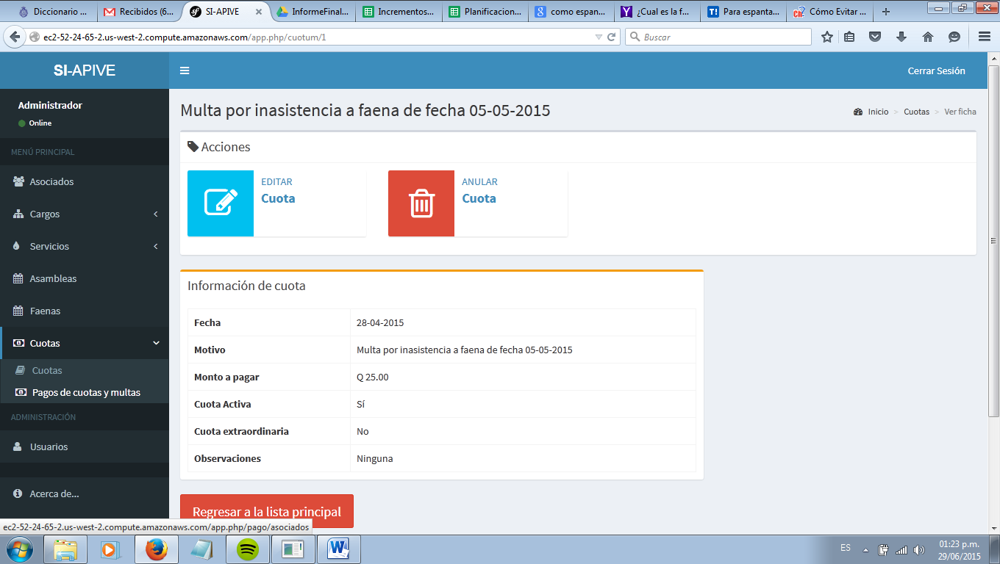 Diccionario ...
Recibidos (6...
SI-APIVE
InformeFinal...
Incrementos...
Planificacion...
como espan...
¿Cual es la f...
Para espanta...
Cómo Evitar ...
ec2-52-24-65-2.us-west-2.compute.amazonaws.com/app.php/cuotum/1
Buscar
SI-APIVE
Cerrar Sesión
Administrador
Online
MENÚ PRINCIPAL
Asociados
Cargos
Servicios
Asambleas
Faenas
Cuotas
Cuotas
Pagos de cuotas y multas
ADMINISTRACIÓN
Usuarios
Acerca de...
Multa por inasistencia a faena de fecha 05-05-2015
Inicio > Cuotas > Ver ficha
Acciones
EDITAR
Cuota
ANULAR
Cuota
Información de cuota
Fecha 28-04-2015
Motivo Multa por inasistencia a faena de fecha 05-05-2015
Monto a pagar Q 25.00
Cuota Activa Sí
Cuota extraordinaria No
Observaciones Ninguna
Regresar a la lista principal
ec2-52-24-65-2.us-west-2.compute.amazonaws.com/app.php/pago/asociados
ES
01:23 p.m.
29/06/2015